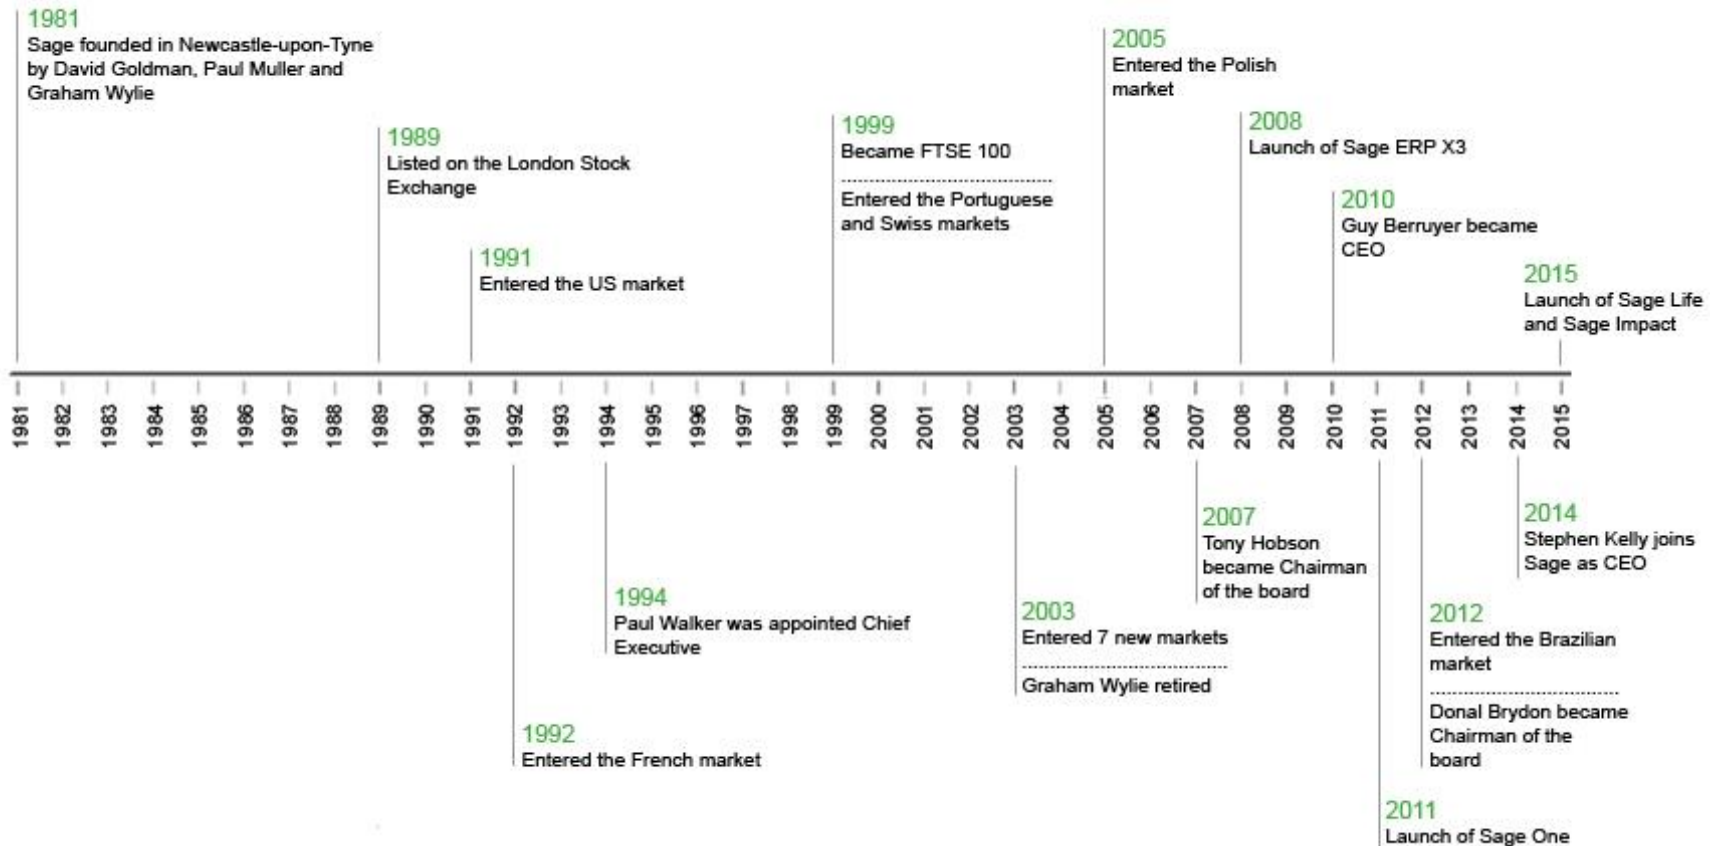 1981
Sage founded in Newcastle-upon-Tyne
by David Goldman, Paul Muller and
Graham Wylie
1989
Listed on the London Stock
Exchange
1991
Entered the US market
1999
Became FTSE 100
Entered the Portuguese
and Swiss markets
2005
Entered the Polish
market
2008
Launch of Sage ERP X3
2010
Guy Berruyer became
CEO
2015
Launch of Sage Life
and Sage Impact
1981
1982
1983
1984
1985
1986
1987
1988
1989
1990
1991
1992
1993
1994
1995
1996
1997
1998
1999
2000
2001
2002
2003
2004
2005
2006
2007
2008
2009
2010
2011
2012
2013
2014
2015
1992
Entered the French market
1994
Paul Walker was appointed Chief
Executive
2003
Entered 7 new markets
Graham Wylie retired
2007
Tony Hobson
became Chairman
of the board
2011
Launch of Sage One
2012
Entered the Brazilian
market
Donal Brydon became
Chairman of the
board
2014
Stephen Kelly joins
Sage as CEO